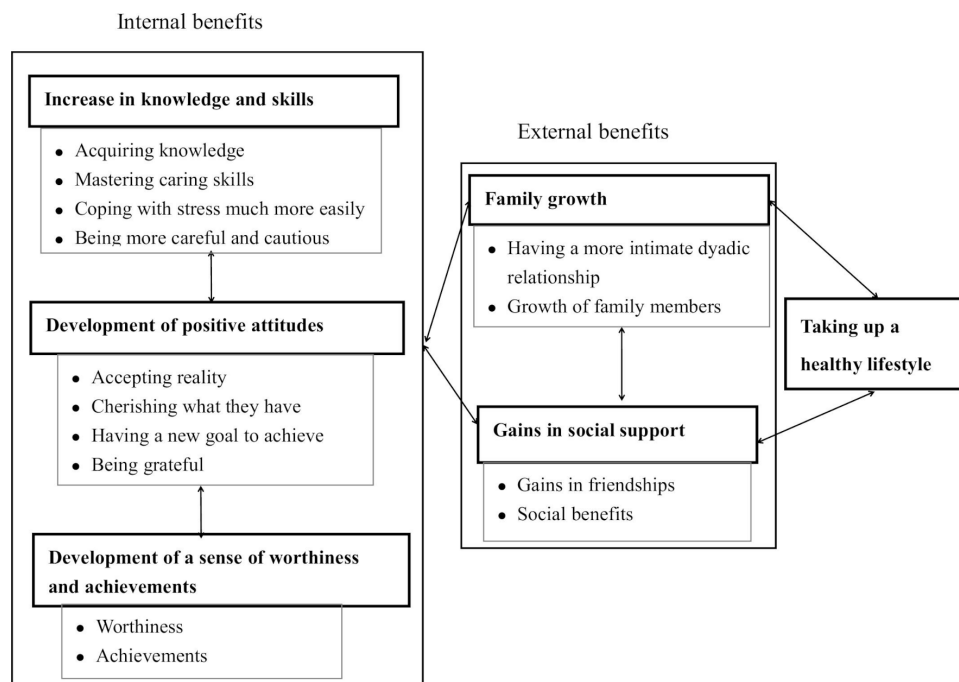 Internal benefits
Increase in knowledge and skills
• Acquiring knowledge
• Mastering caring skills
• Coping with stress much more easily
• Being more careful and cautious
Development of positive attitudes
• Accepting reality
• Cherishing what they have
• Having a new goal to achieve
• Being grateful
Development of a sense of worthiness
and achievements
• Worthiness
• Achievements
External benefits
Family growth
• Having a more intimate dyadic
relationship
• Growth of family members
Gains in social support
• Gains in friendships
• Social benefits
Taking up a
healthy lifestyle